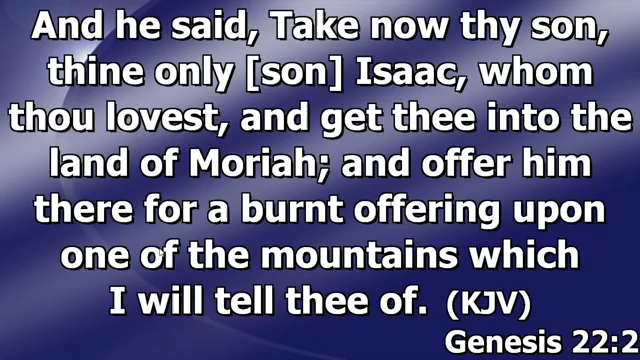 And he said, Take now thy son,
thine only [son] Isaac, whom
thou lovest, and get thee into the
land of Moriah; and offer him
there for a burnt offering upon
one of the mountains which
I will tell thee of. (KJV)
Genesis 22:2